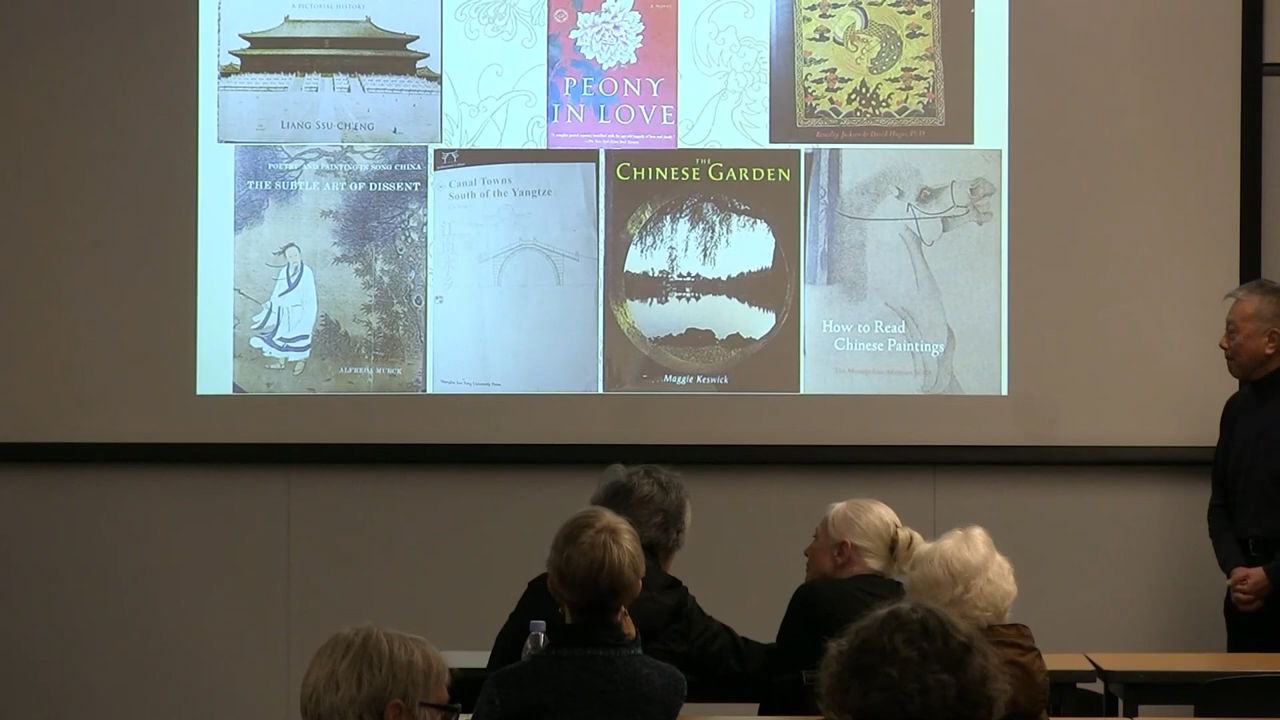 A PICTORIAL HISTORY
LIANG SSU-CH'ENG
PEONY
IN LOVE
POETRY AND PAINTING IN SONG CHINA
THE SUBTLE ART OF DISSENT
ALFREDA MURCK
Canal Towns
South of the Yangtze
THE
CHINESE GARDEN
Maggie Keswick
How to Read
Chinese Paintings